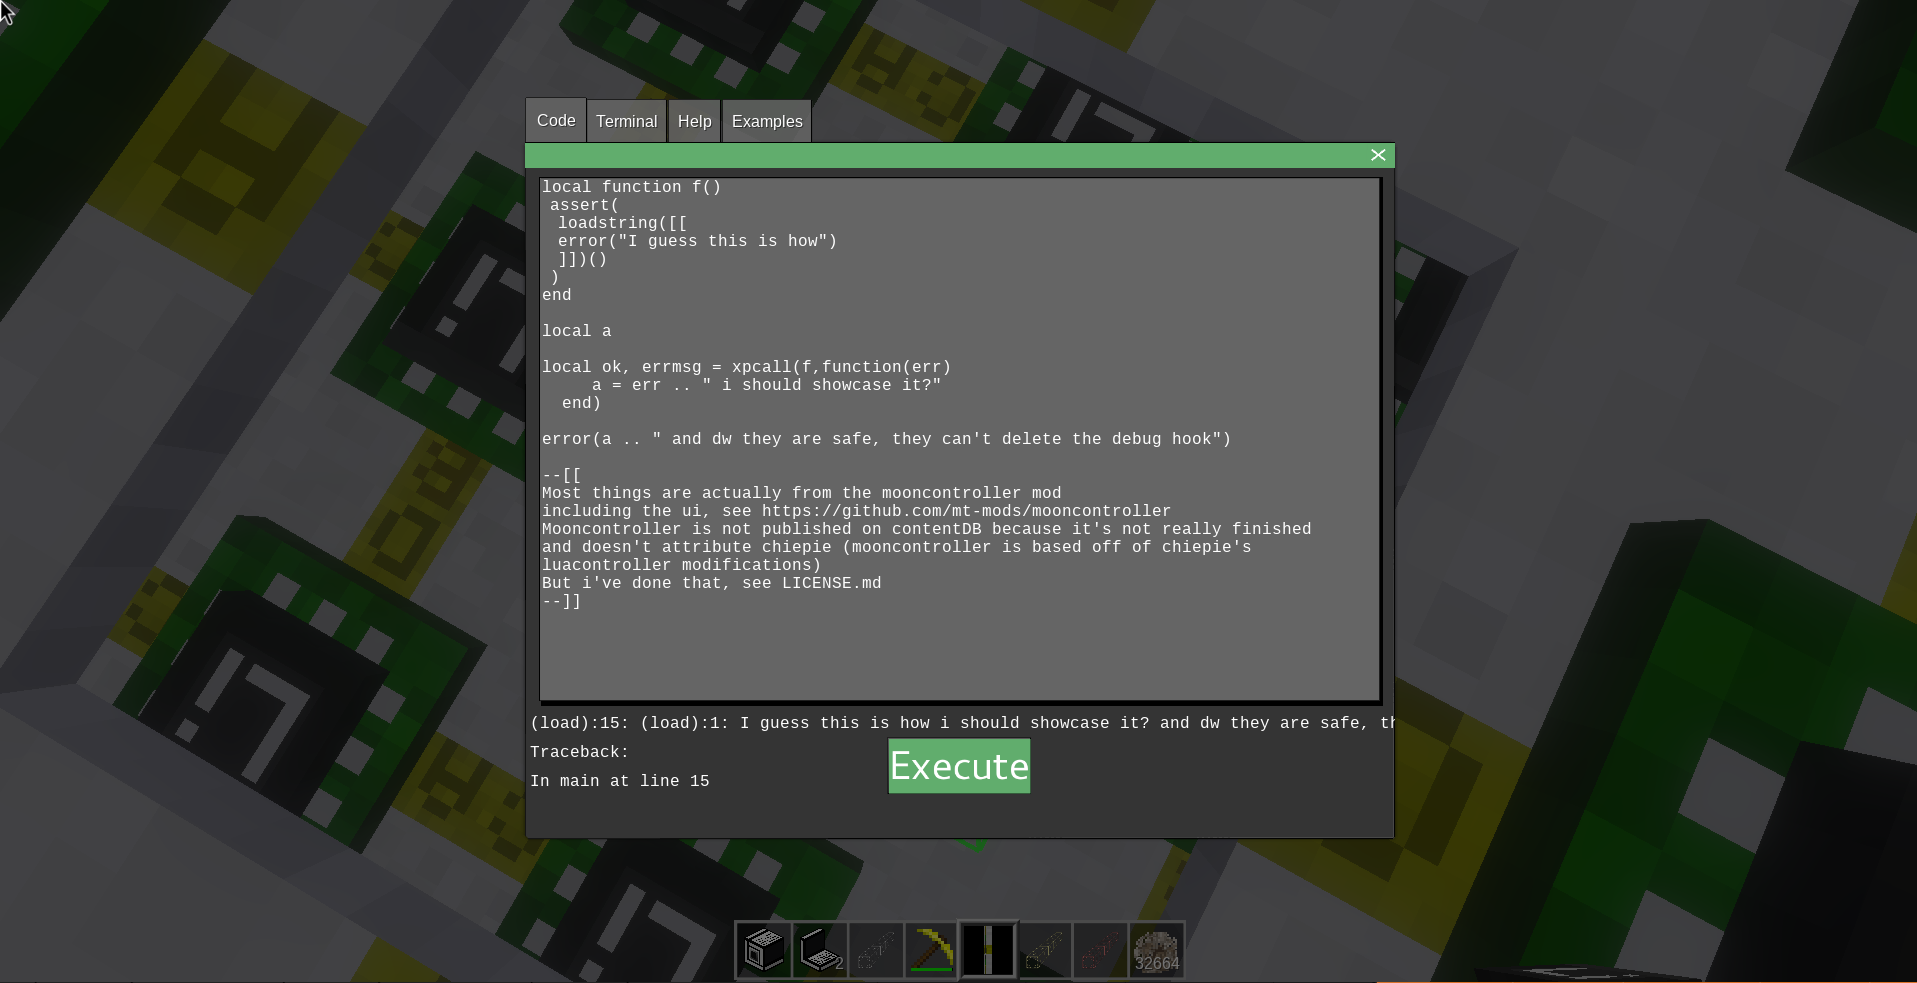 Code
Terminal
Help
Examples
local function f()
 assert(
  loadstring([[
  error("I guess this is how")
  ]])()
 )
end
local a
local ok, errmsg = xpcall(f,function(err)
     a = err .. " i should showcase it?"
  end)
error(a .. " and dw they are safe, they can't delete the debug hook")
--[[
Most things are actually from the mooncontroller mod
including the ui, see https://github.com/mt-mods/mooncontroller
Mooncontroller is not published on contentDB because it's not really finished
and doesn't attribute chiepie (mooncontroller is based off of chiepie's
luacontroller modifications)
But i've done that, see LICENSE.md
--]]
(load):15: (load):1: I guess this is how i should showcase it? and dw they are safe, th
Traceback:
In main at line 15
Execute
2
32664